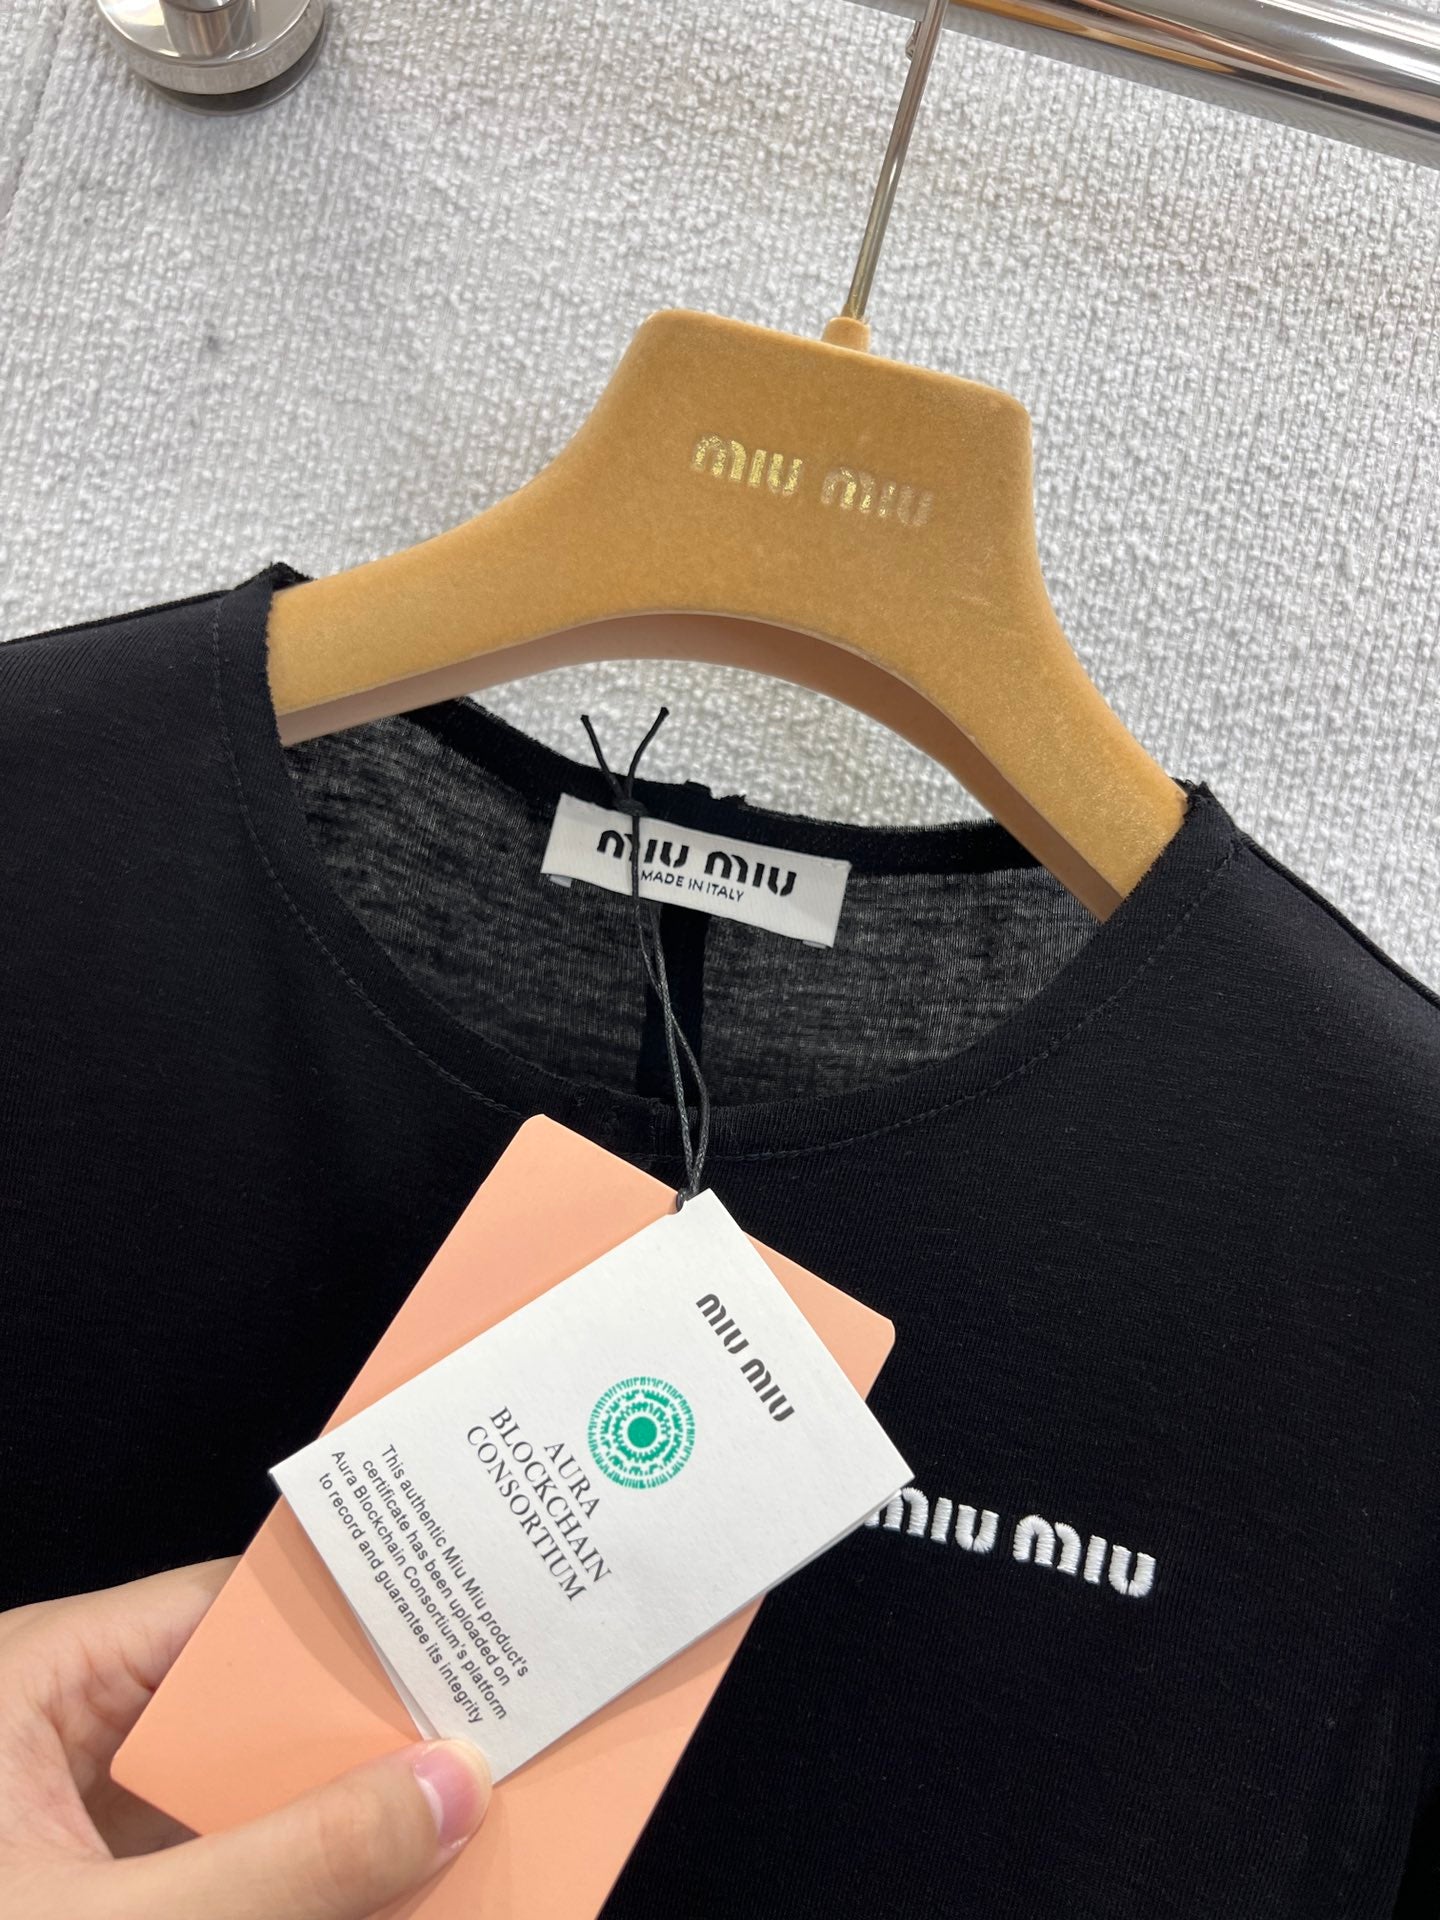 MIU MIU
MIU MIU
MADE IN ITALY
MIU MIU
AURA
BLOCKCHAIN
CONSORTIUM
This authentic Miu Miu product's
certificate has been uploaded on
Aura Blockchain Consortium's platform
to record and guarantee its integrity
MIU MIU